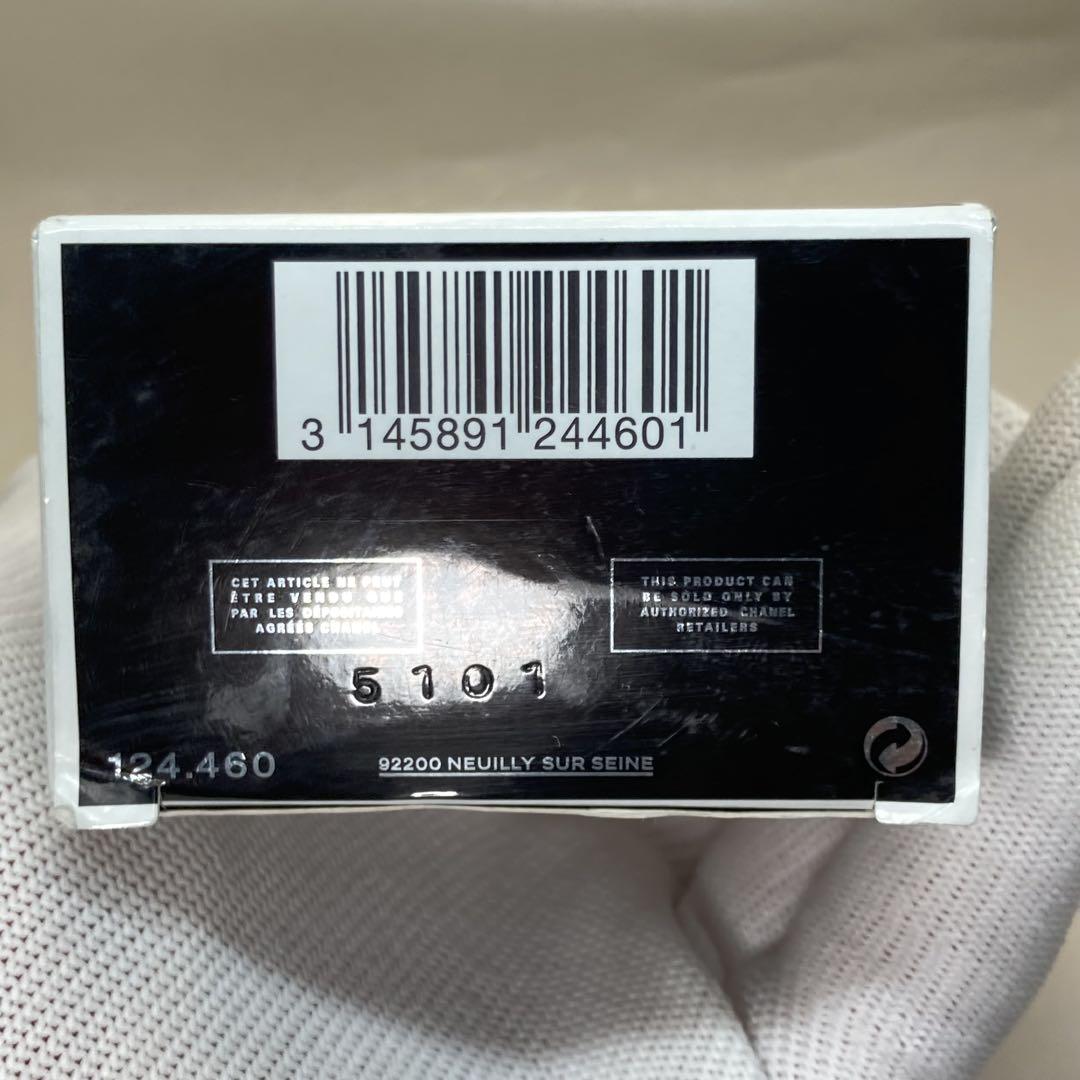 3 145891 244601
CET ARTICLE NE PEUT
ÊTRE VENDU QUE
PAR LES DÉPOSITAIRES
AGRÉÉS CHANEL
THIS PRODUCT CAN
BE SOLD ONLY BY
AUTHORIZED CHANEL
RETAILERS
5101
124.460
92200 NEUILLY SUR SEINE